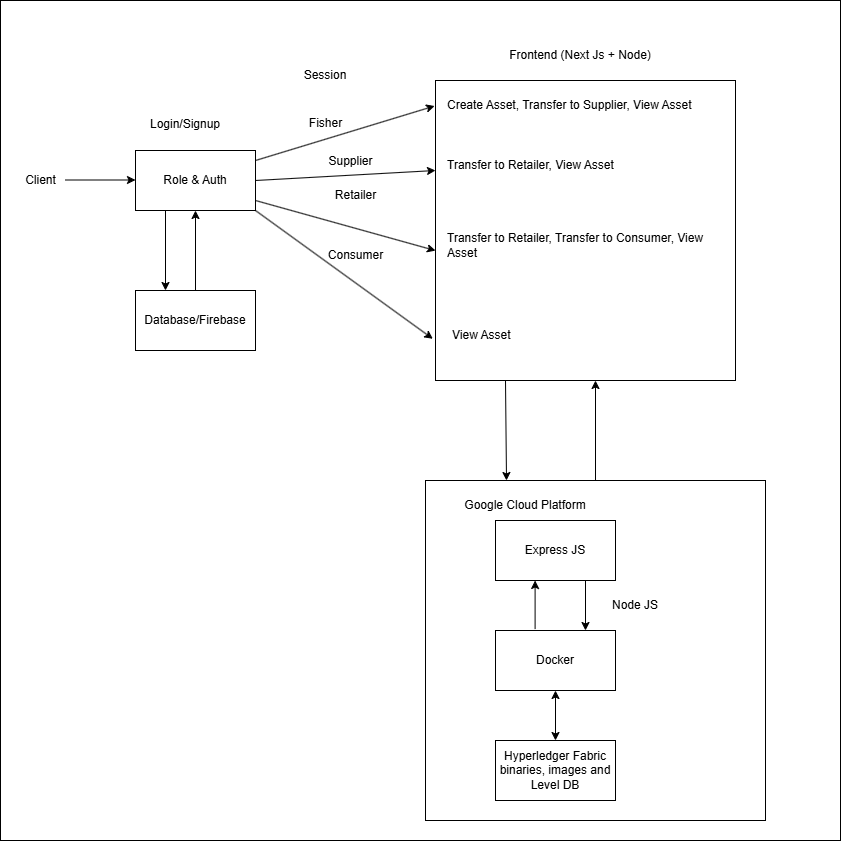 Frontend (Next Js + Node)
Session
Create Asset, Transfer to Supplier, View Asset
Login/Signup
Fisher
Supplier
Transfer to Retailer, View Asset
Client
Role & Auth
Retailer
Transfer to Retailer, Transfer to Consumer, View
Asset
Consumer
Database/Firebase
View Asset
Google Cloud Platform
Express JS
Node JS
Docker
Hyperledger Fabric
binaries, images and
Level DB